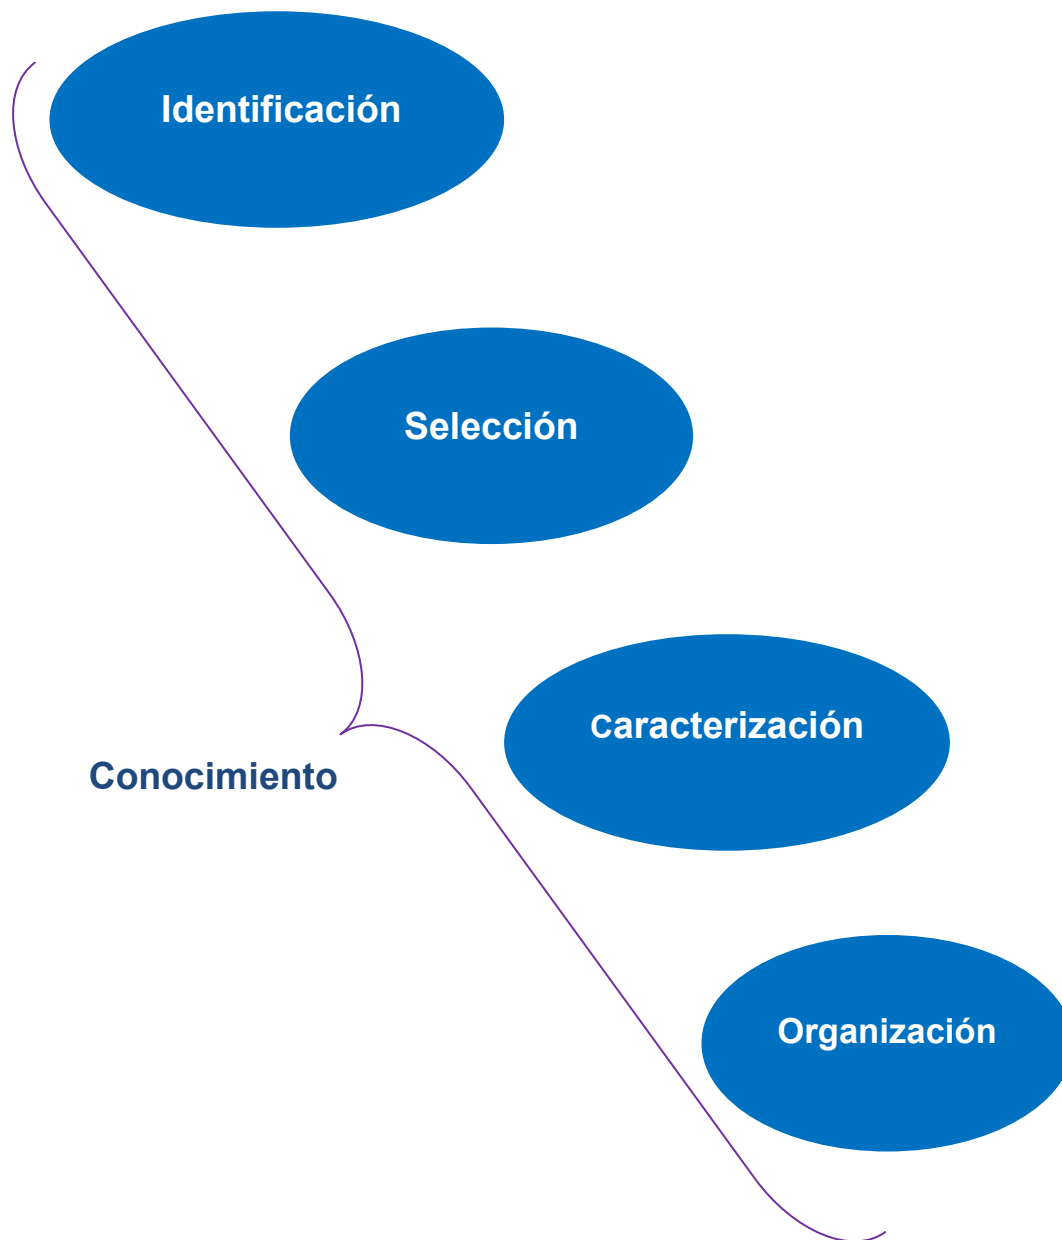 Identificación
Selección
Caracterización
Conocimiento
Organización